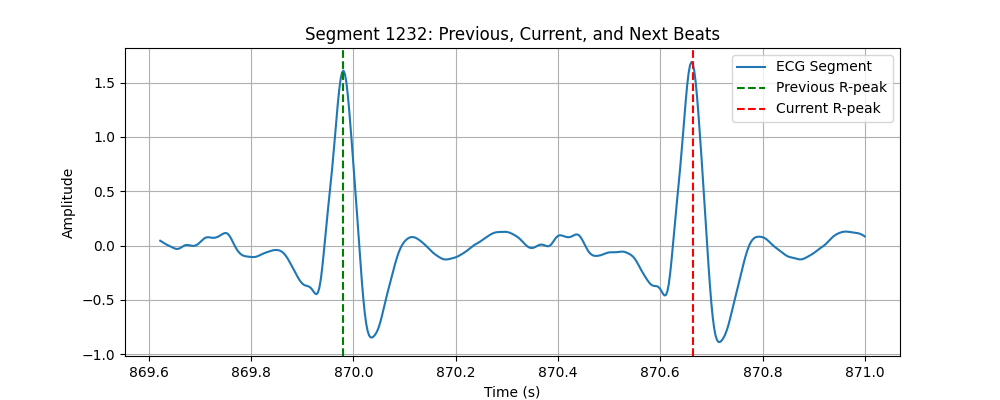 Segment 1232: Previous, Current, and Next Beats
ECG Segment
Previous R-peak
Current R-peak
Amplitude
1.5
1.0
0.5
0.0
−0.5
−1.0
869.6 869.8 870.0 870.2 870.4 870.6 870.8 871.0
Time (s)